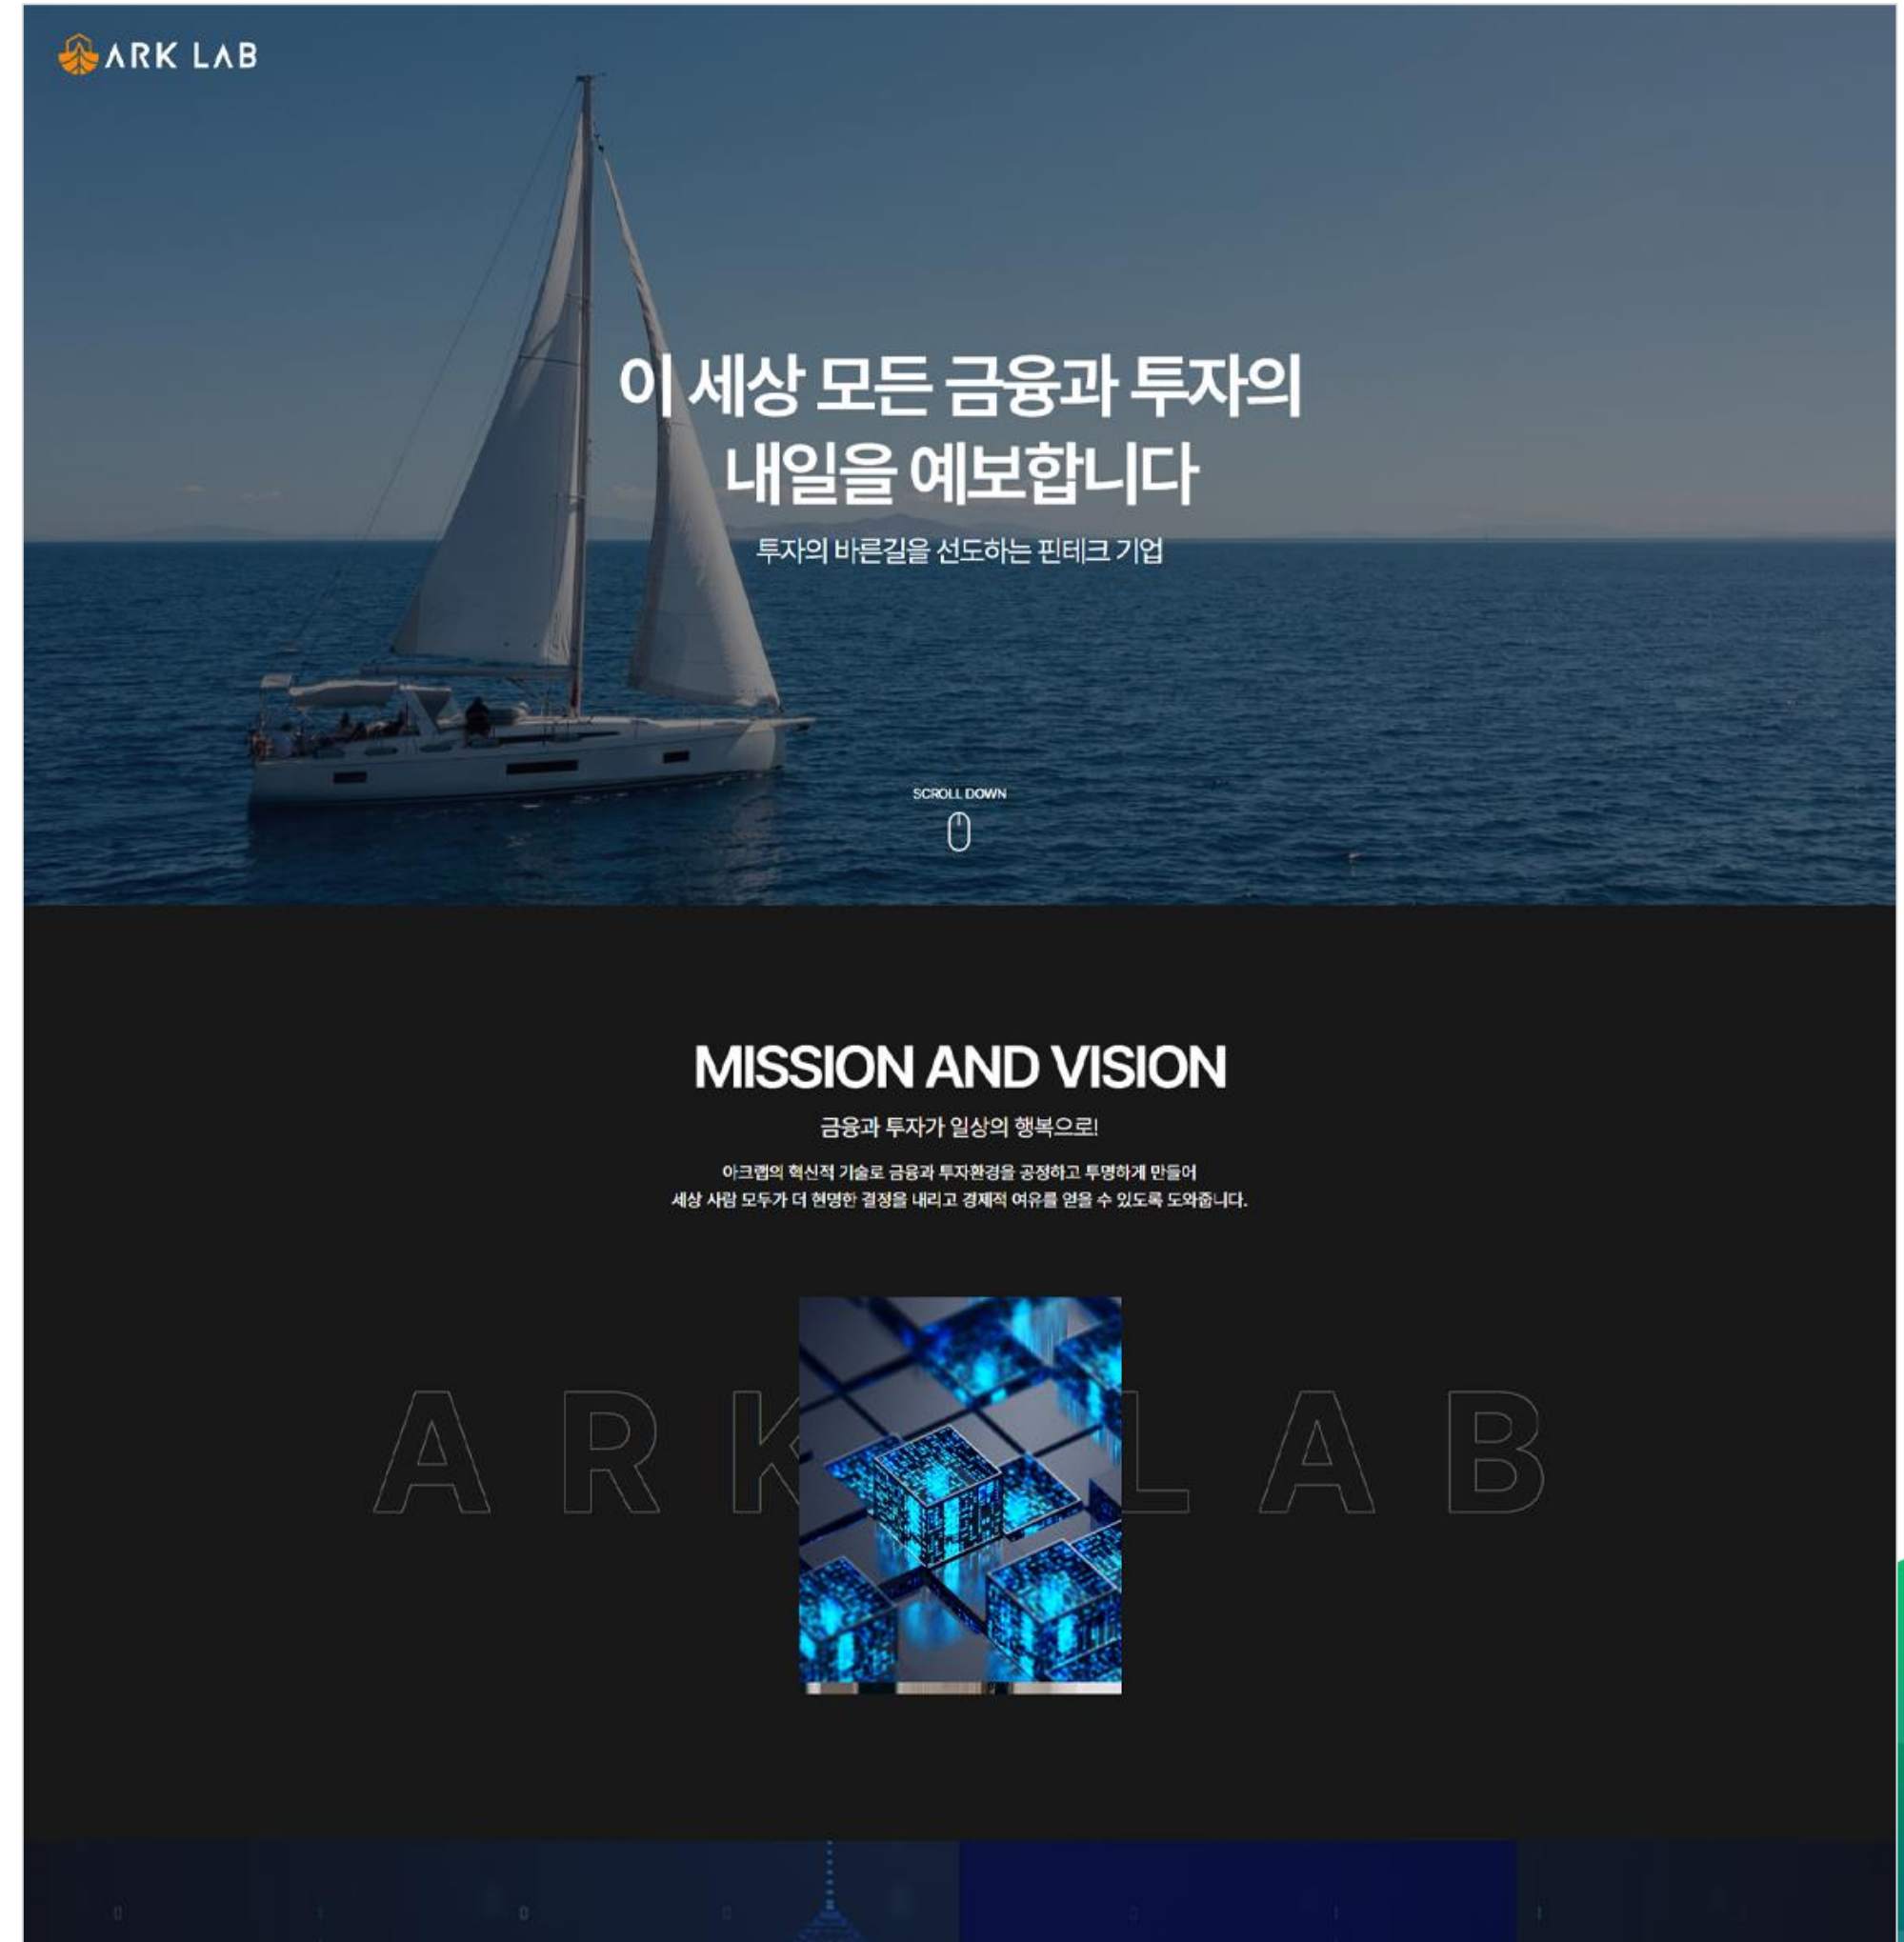 ARK LAB
이 세상 모든 금융과 투자의
내일을 예보합니다
투자의 바른길을 선도하는 핀테크 기업
SCROLL DOWN
MISSION AND VISION
금융과 투자가 일상의 행복으로!
아크랩의 혁신적 기술로 금융과 투자환경을 공정하고 투명하게 만들어
세상 사람 모두가 더 현명한 결정을 내리고 경제적 여유를 얻을 수 있도록 도와줍니다.
ARK LAB